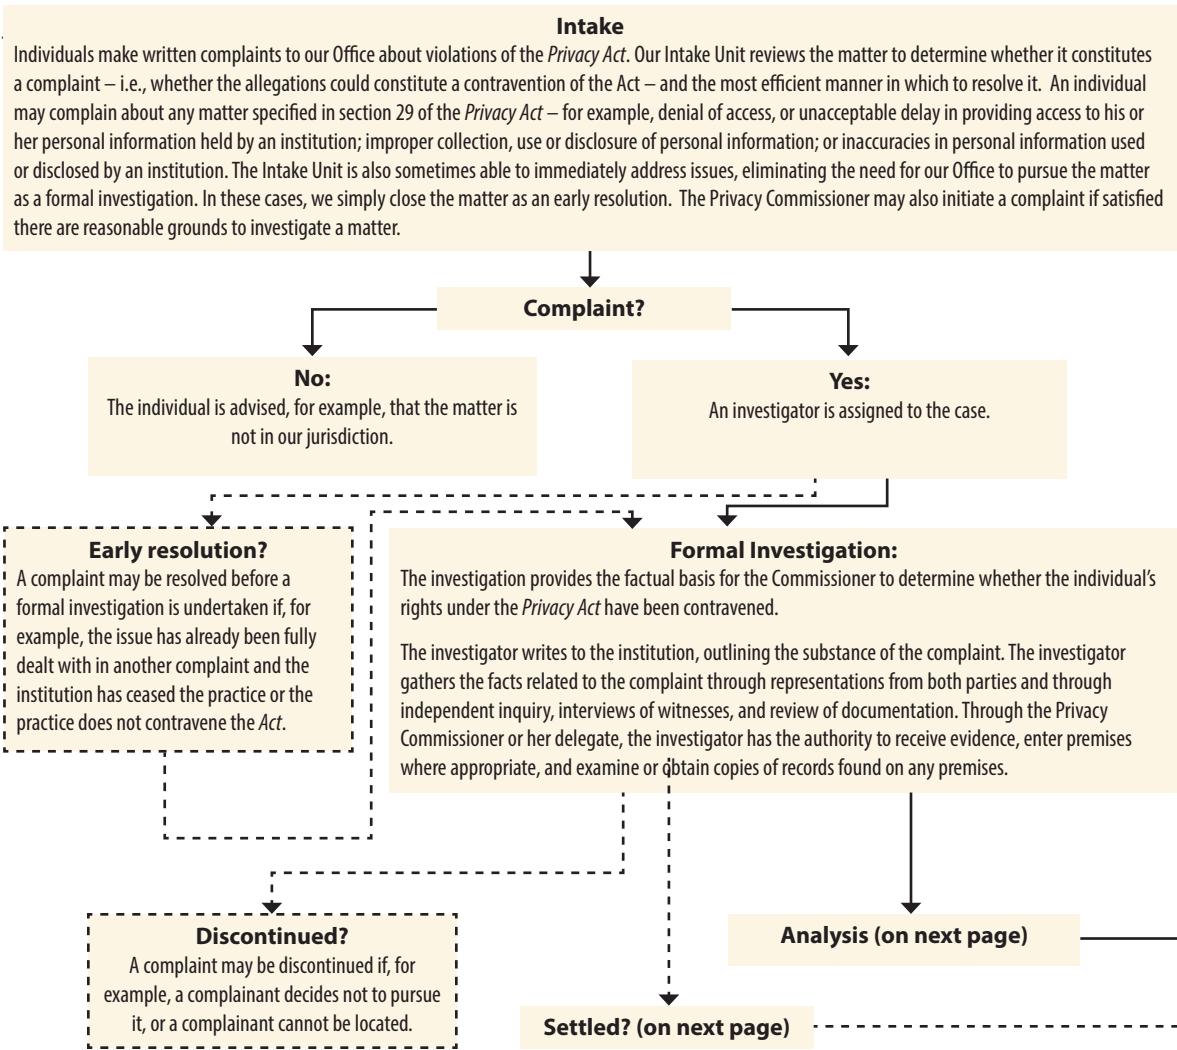 Intake
Individuals make written complaints to our Office about violations of the Privacy Act. Our Intake Unit reviews the matter to determine whether it constitutes
a complaint – i.e., whether the allegations could constitute a contravention of the Act – and the most efficient manner in which to resolve it. An individual
may complain about any matter specified in section 29 of the Privacy Act – for example, denial of access, or unacceptable delay in providing access to his or
her personal information held by an institution; improper collection, use or disclosure of personal information; or inaccuracies in personal information used
or disclosed by an institution. The Intake Unit is also sometimes able to immediately address issues, eliminating the need for our Office to pursue the matter
as a formal investigation. In these cases, we simply close the matter as an early resolution. The Privacy Commissioner may also initiate a complaint if satisfied
there are reasonable grounds to investigate a matter.
Complaint?
No:
The individual is advised, for example, that the matter is
not in our jurisdiction.
Yes:
An investigator is assigned to the case.
Early resolution?
A complaint may be resolved before a
formal investigation is undertaken if, for
example, the issue has already been fully
dealt with in another complaint and the
institution has ceased the practice or the
practice does not contravene the Act.
Formal Investigation:
The investigation provides the factual basis for the Commissioner to determine whether the individual's
rights under the Privacy Act have been contravened.
The investigator writes to the institution, outlining the substance of the complaint. The investigator
gathers the facts related to the complaint through representations from both parties and through
independent inquiry, interviews of witnesses, and review of documentation. Through the Privacy
Commissioner or her delegate, the investigator has the authority to receive evidence, enter premises
where appropriate, and examine or obtain copies of records found on any premises.
Discontinued?
A complaint may be discontinued if, for
example, a complainant decides not to pursue
it, or a complainant cannot be located.
Analysis (on next page)
Settled? (on next page)